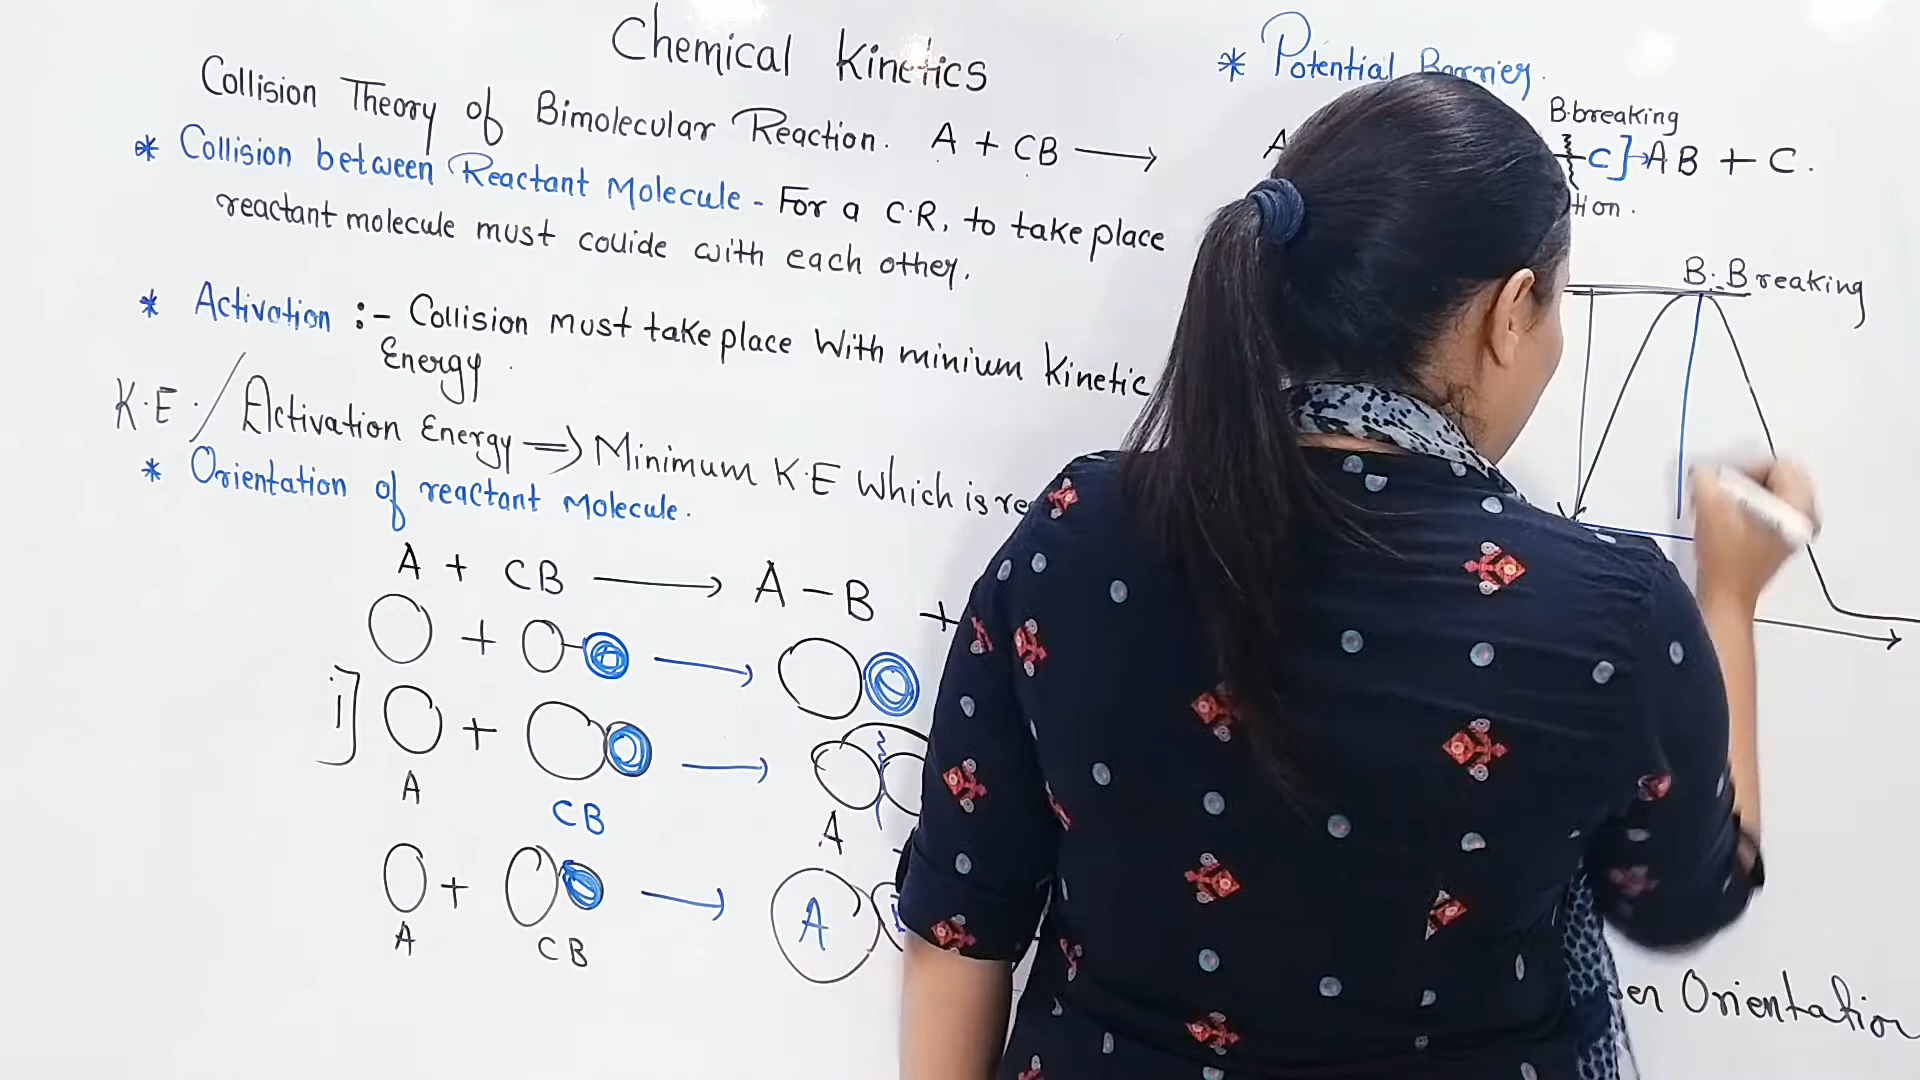 Chemical Kinetics
Collision Theory of Bimolecular Reaction. A + CB ⟶
* Collision between Reactant Molecule - For a C.R, to take place
reactant molecule must collide with each other.
* Activation :- Collision must take place With minium Kinetic
Energy.
K.E./Activation Energy ⟹ Minimum K.E Which is
* Orientation of reactant Molecule.
A + CB ⟶ A – B +
+ ⟶
i] + ⟶
A CB A
+ ⟶ A
A CB
* Potential Barrier.
B.breaking
A C]→AB + C.
B.Breaking
Orientation